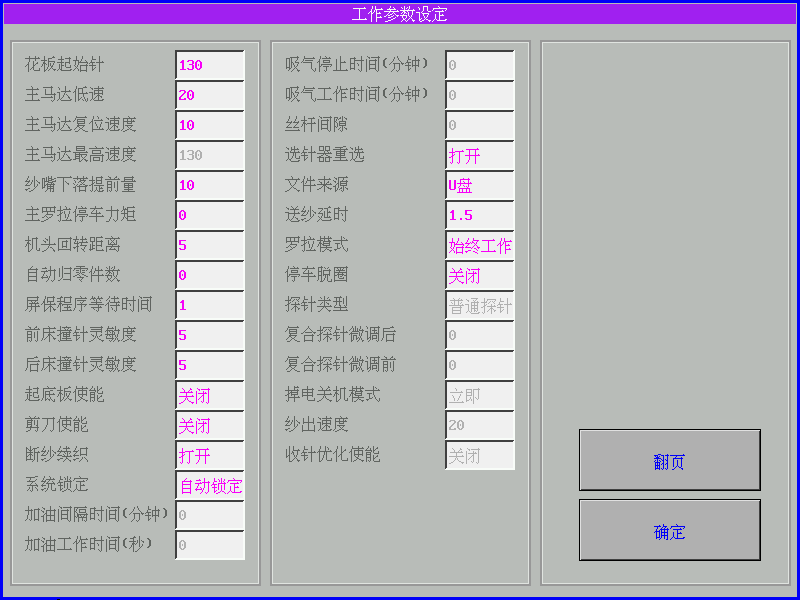 工作参数设定
花板起始针 130
主马达低速 20
主马达复位速度 10
主马达最高速度 130
纱嘴下落提前量 10
主罗拉停车力矩 0
机头回转距离 5
自动归零件数 0
屏保程序等待时间 1
前床撞针灵敏度 5
后床撞针灵敏度 5
起底板使能 关闭
剪刀使能 关闭
断纱续织 打开
系统锁定 自动锁定
加油间隔时间(分钟) 0
加油工作时间(秒) 0
吸气停止时间(分钟) 0
吸气工作时间(分钟) 0
丝杆间隙 0
选针器重选 打开
文件来源 U盘
送纱延时 1.5
罗拉模式 始终工作
停车脱圈 关闭
探针类型 普通探针
复合探针微调后 0
复合探针微调前 0
掉电关机模式 立即
纱出速度 20
收针优化使能 关闭
翻页
确定